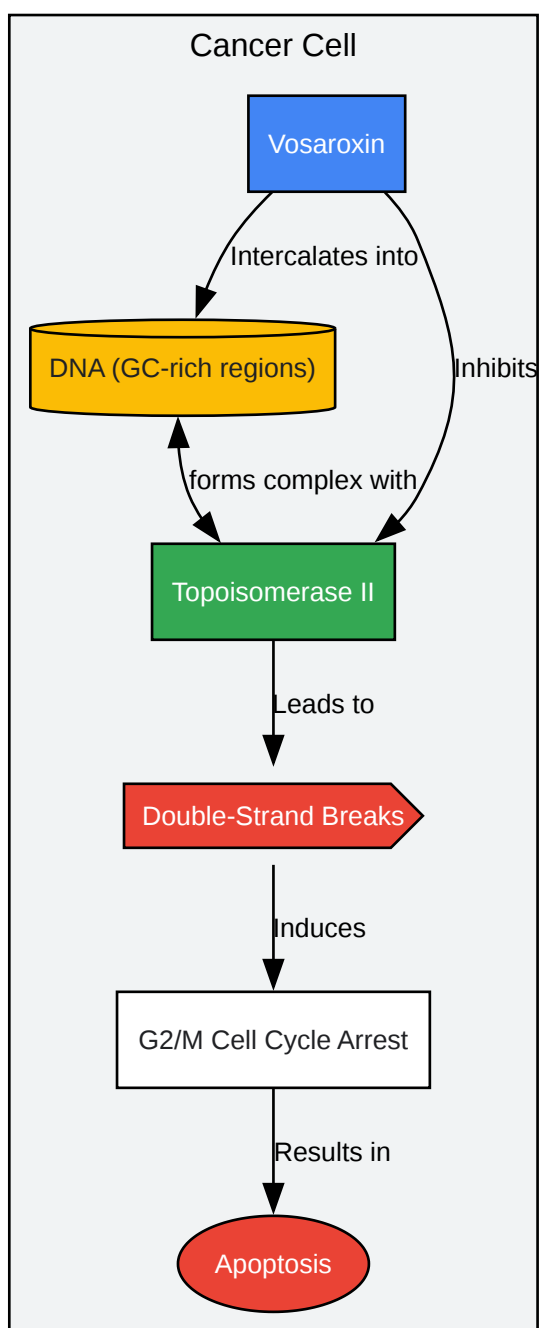 Cancer Cell
Vosaroxin
Intercalates into
DNA (GC-rich regions)
Inhibits
forms complex with
Topoisomerase II
Leads to
Double-Strand Breaks
Induces
G2/M Cell Cycle Arrest
Results in
Apoptosis